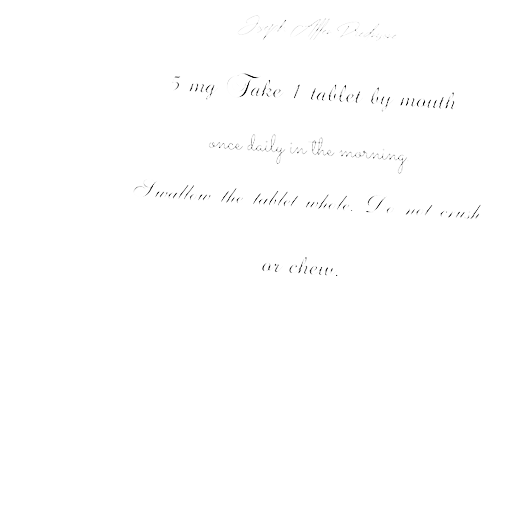 5 mg Take 1 tablet by mouth
once daily in the morning
Swallow the tablet whole. Do not crush
or chew.